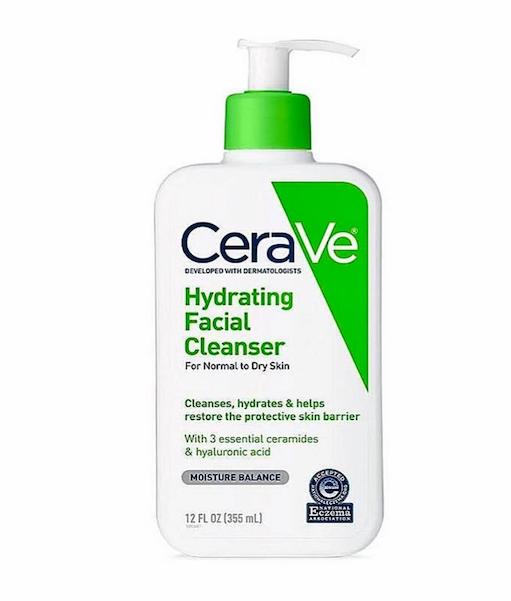 CeraVe®
DEVELOPED WITH DERMATOLOGISTS
Hydrating
Facial
Cleanser
For Normal to Dry Skin
Cleanses, hydrates & helps
restore the protective skin barrier
With 3 essential ceramides
& hyaluronic acid
MOISTURE BALANCE
ACCEPTED
NATIONAL
Eczema
ASSOCIATION
12 FL OZ (355 mL)